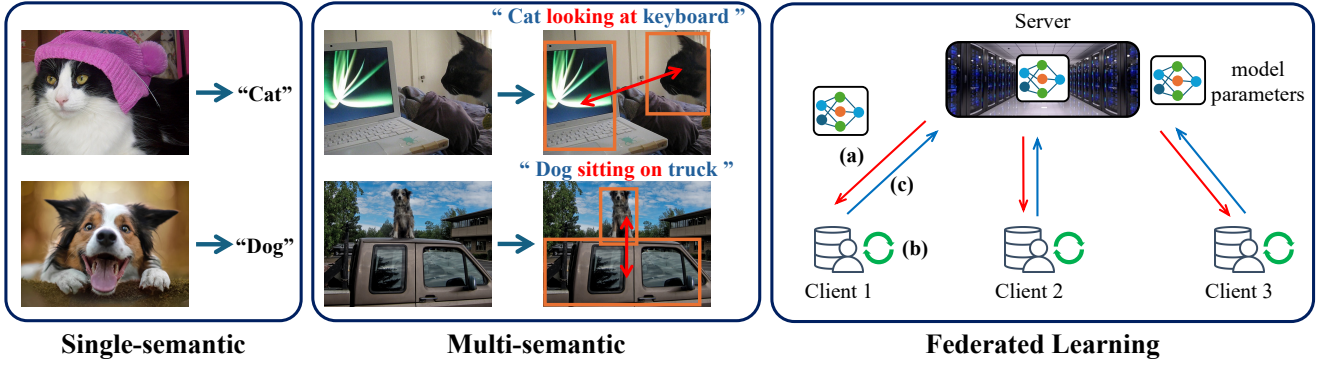 “Cat”
“Dog”
Single-semantic
“ Cat looking at keyboard ”
“ Dog sitting on truck ”
Multi-semantic
Server
model
parameters
(a)
(c)
(b)
Client 1
Client 2
Client 3
Federated Learning